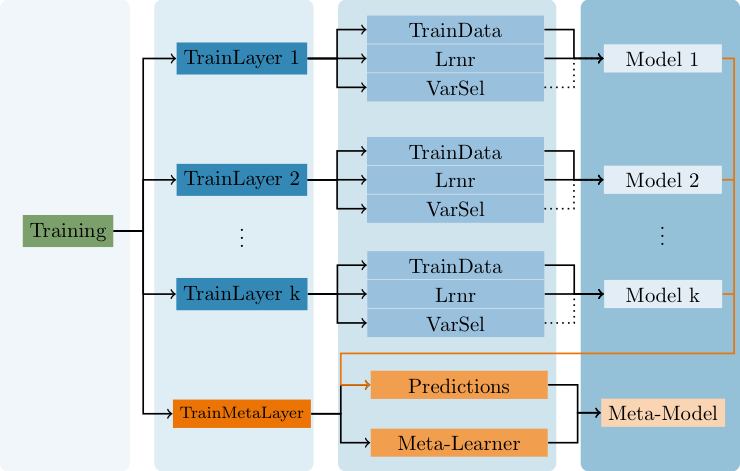 Training
TrainLayer 1
TrainData
Lrnr
VarSel
Model 1
TrainLayer 2
TrainData
Lrnr
VarSel
Model 2
⋮
⋮
TrainLayer k
TrainData
Lrnr
VarSel
Model k
TrainMetaLayer
Predictions
Meta-Learner
Meta-Model